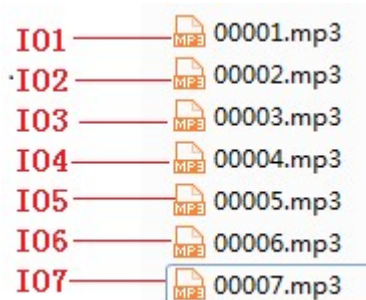 IO1 00001.mp3
IO2 00002.mp3
IO3 00003.mp3
IO4 00004.mp3
IO5 00005.mp3
IO6 00006.mp3
IO7 00007.mp3